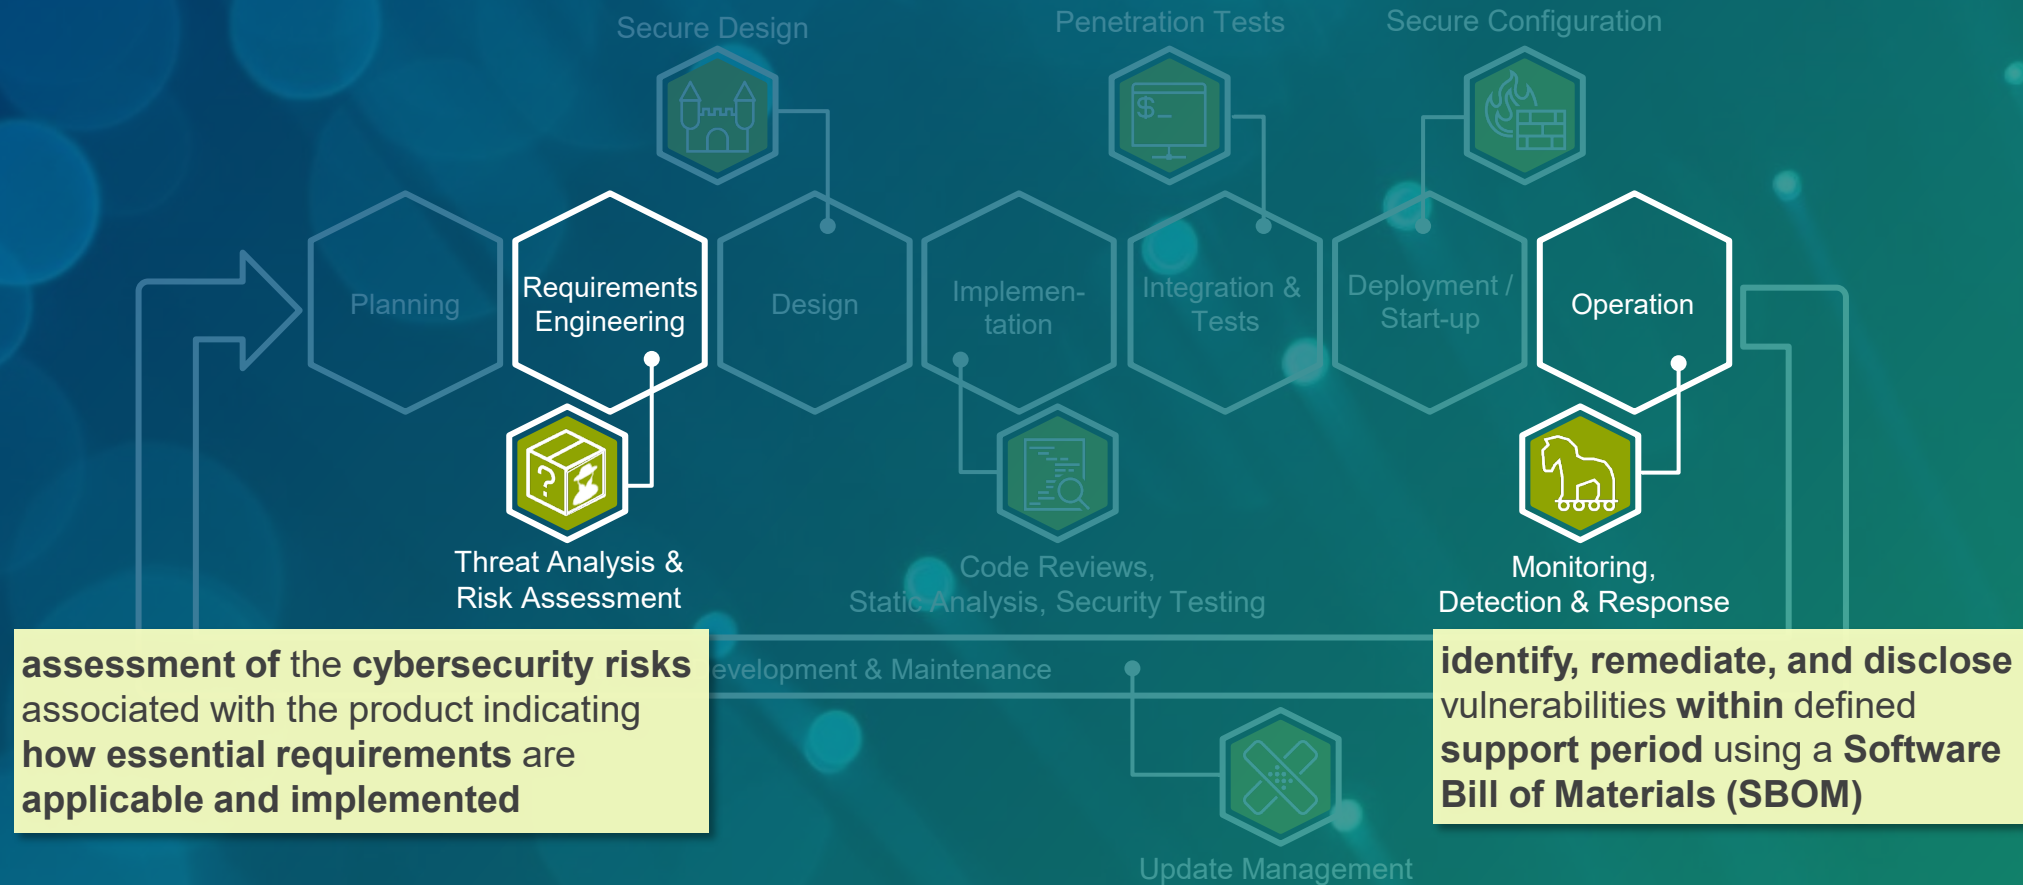 Secure Design
Penetration Tests
Secure Configuration
$_
Planning
Requirements
Engineering
Design
Implemen-
tation
Integration &
Tests
Deployment /
Start-up
Operation
?
Threat Analysis &
Risk Assessment
Code Reviews,
Static Analysis, Security Testing
Monitoring,
Detection & Response
assessment of the cybersecurity risks
associated with the product indicating
how essential requirements are
applicable and implemented
evelopment & Maintenance
identify, remediate, and disclose
vulnerabilities within defined
support period using a Software
Bill of Materials (SBOM)
Update Management